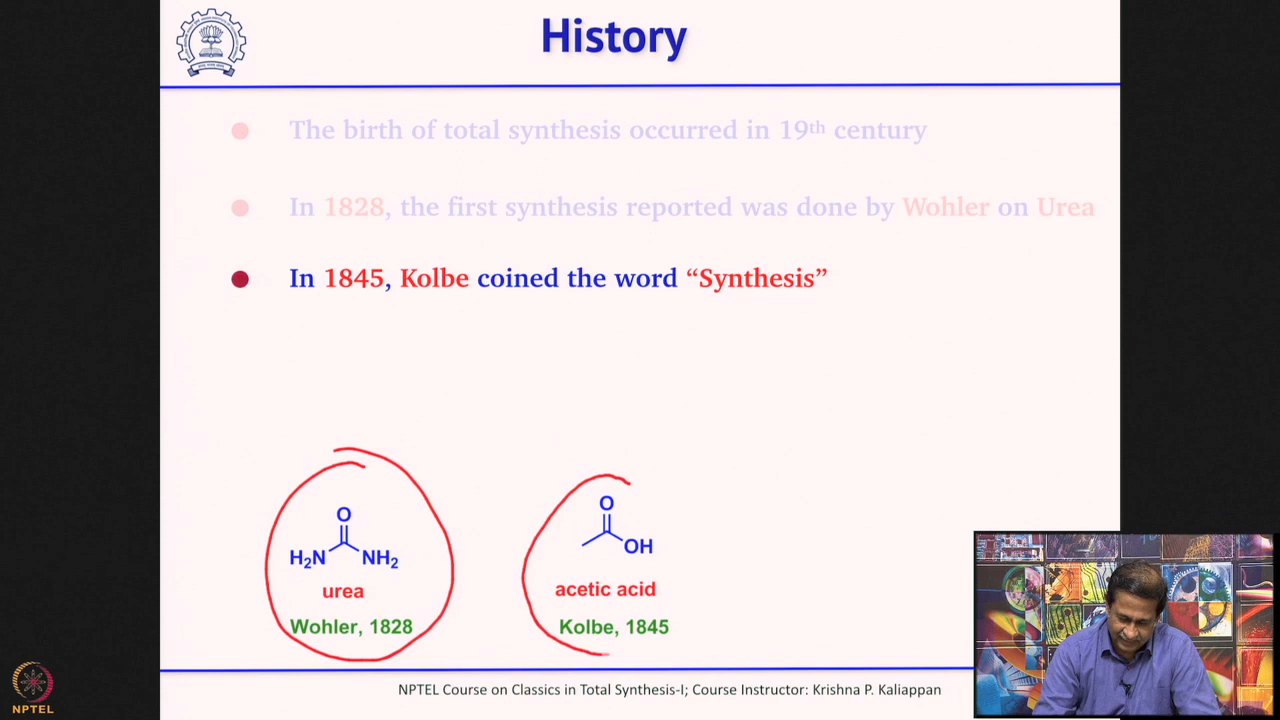 History
The birth of total synthesis occurred in 19th century
In 1828, the first synthesis reported was done by Wohler on Urea
In 1845, Kolbe coined the word “Synthesis”
O
H2N NH2
urea
Wohler, 1828
O
OH
acetic acid
Kolbe, 1845
NPTEL Course on Classics in Total Synthesis-I; Course Instructor: Krishna P. Kaliappan
NPTEL